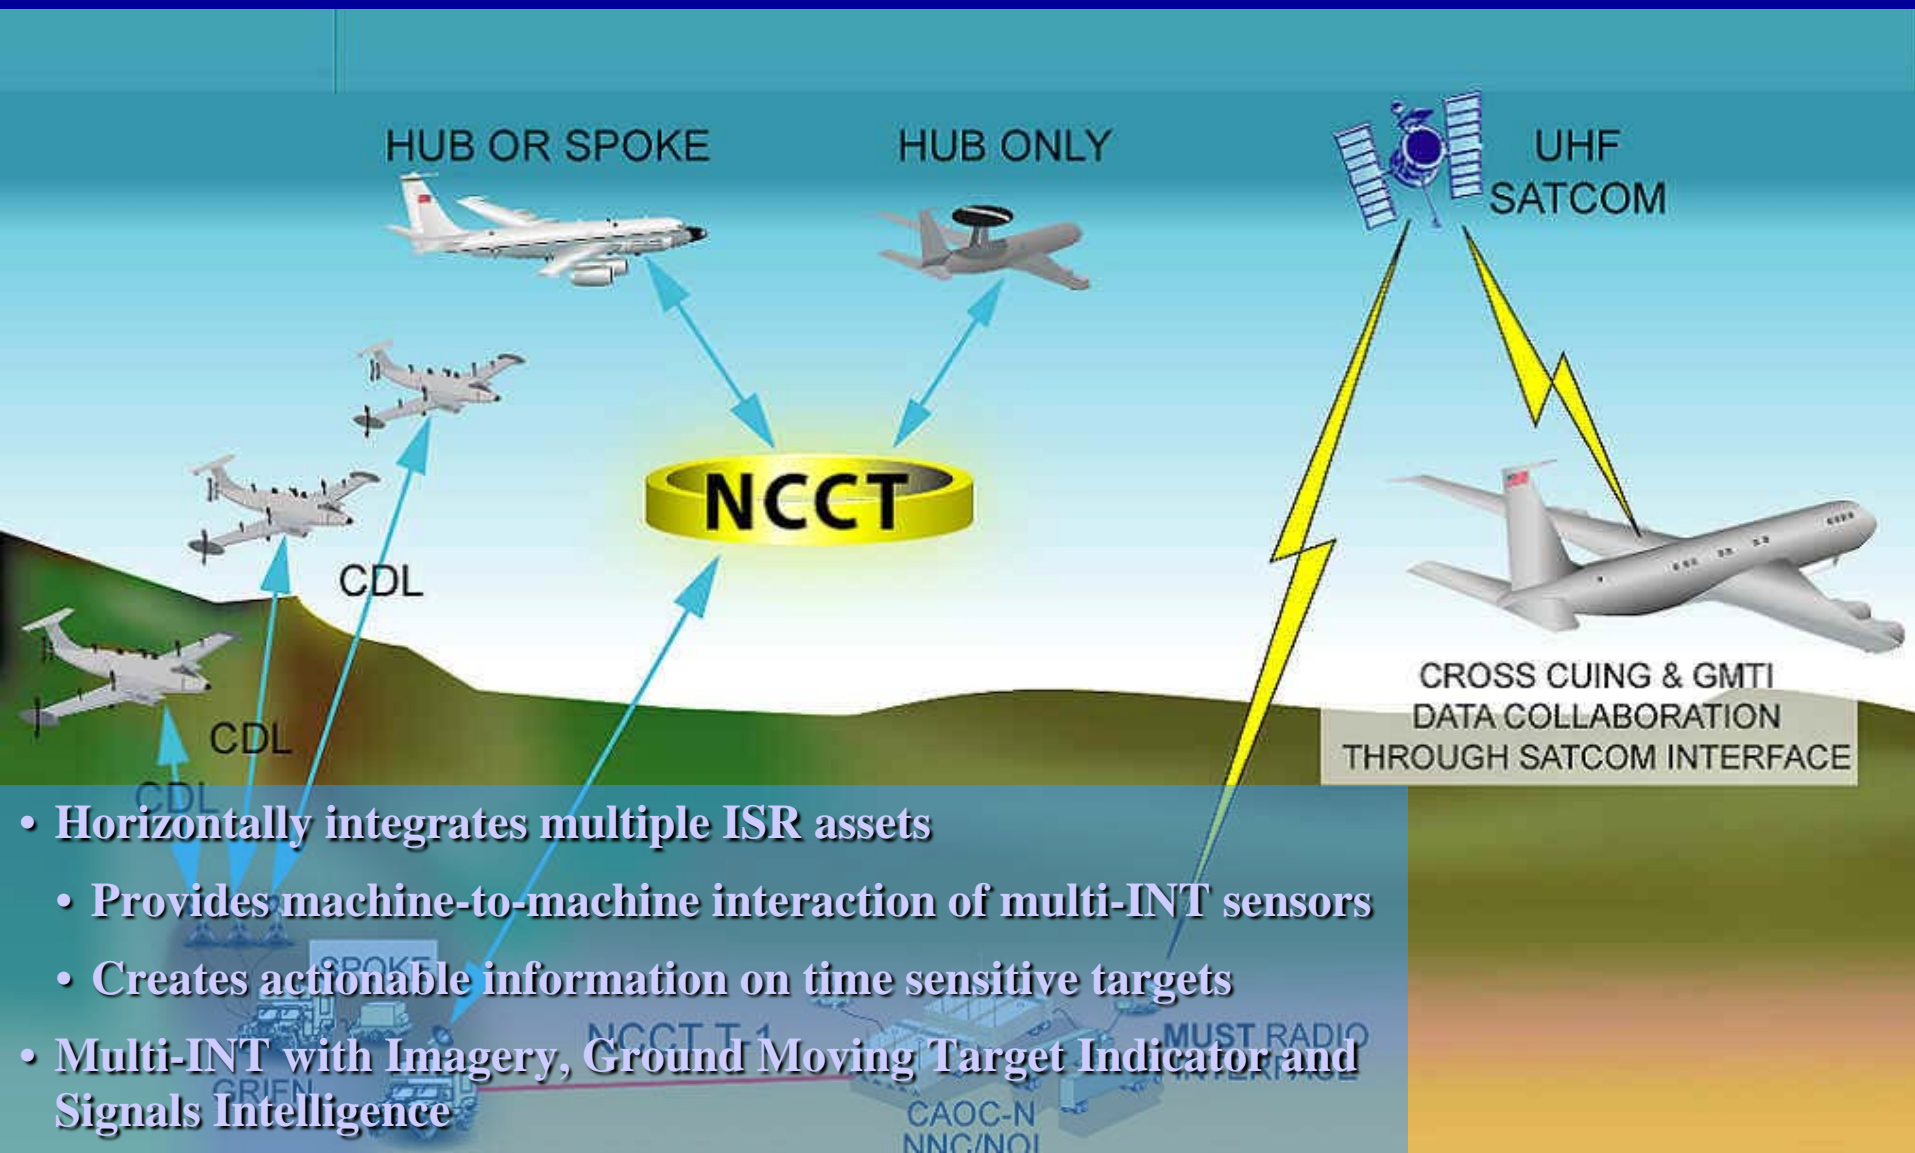 HUB OR SPOKE
HUB ONLY
UHF
SATCOM
NCCT
CDL
CDL
CDL
CROSS CUING & GMTI
DATA COLLABORATION
THROUGH SATCOM INTERFACE
• Horizontally integrates multiple ISR assets
• Provides machine-to-machine interaction of multi-INT sensors
SPOKE
• Creates actionable information on time sensitive targets
NCCT T-1
MUST RADIO
INTERFACE
• Multi-INT with Imagery, Ground Moving Target Indicator and
Signals Intelligence
CAOC-N